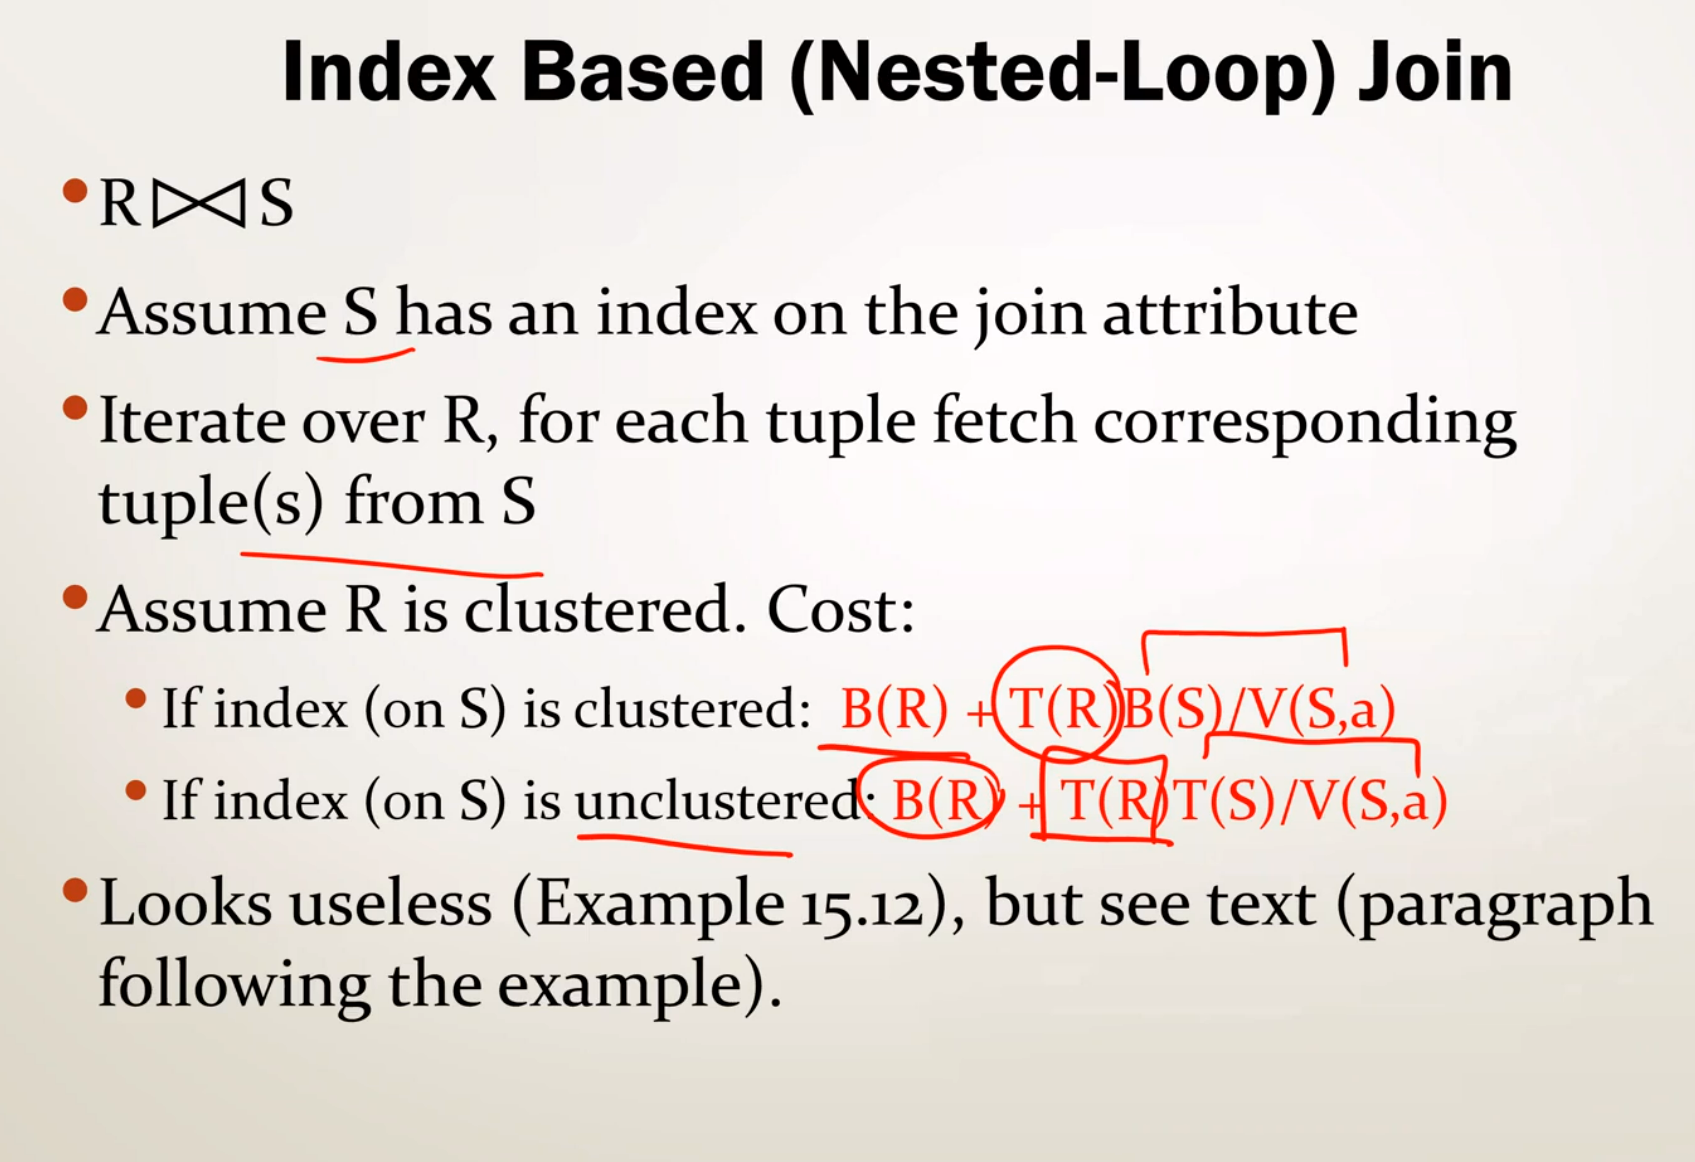 Index Based (Nested-Loop) Join
• R⋈S
• Assume S has an index on the join attribute
• Iterate over R, for each tuple fetch corresponding
tuple(s) from S
• Assume R is clustered. Cost:
• If index (on S) is clustered: B(R) + T(R)B(S)/V(S,a)
• If index (on S) is unclustered: B(R) + T(R)T(S)/V(S,a)
• Looks useless (Example 15.12), but see text (paragraph
following the example).